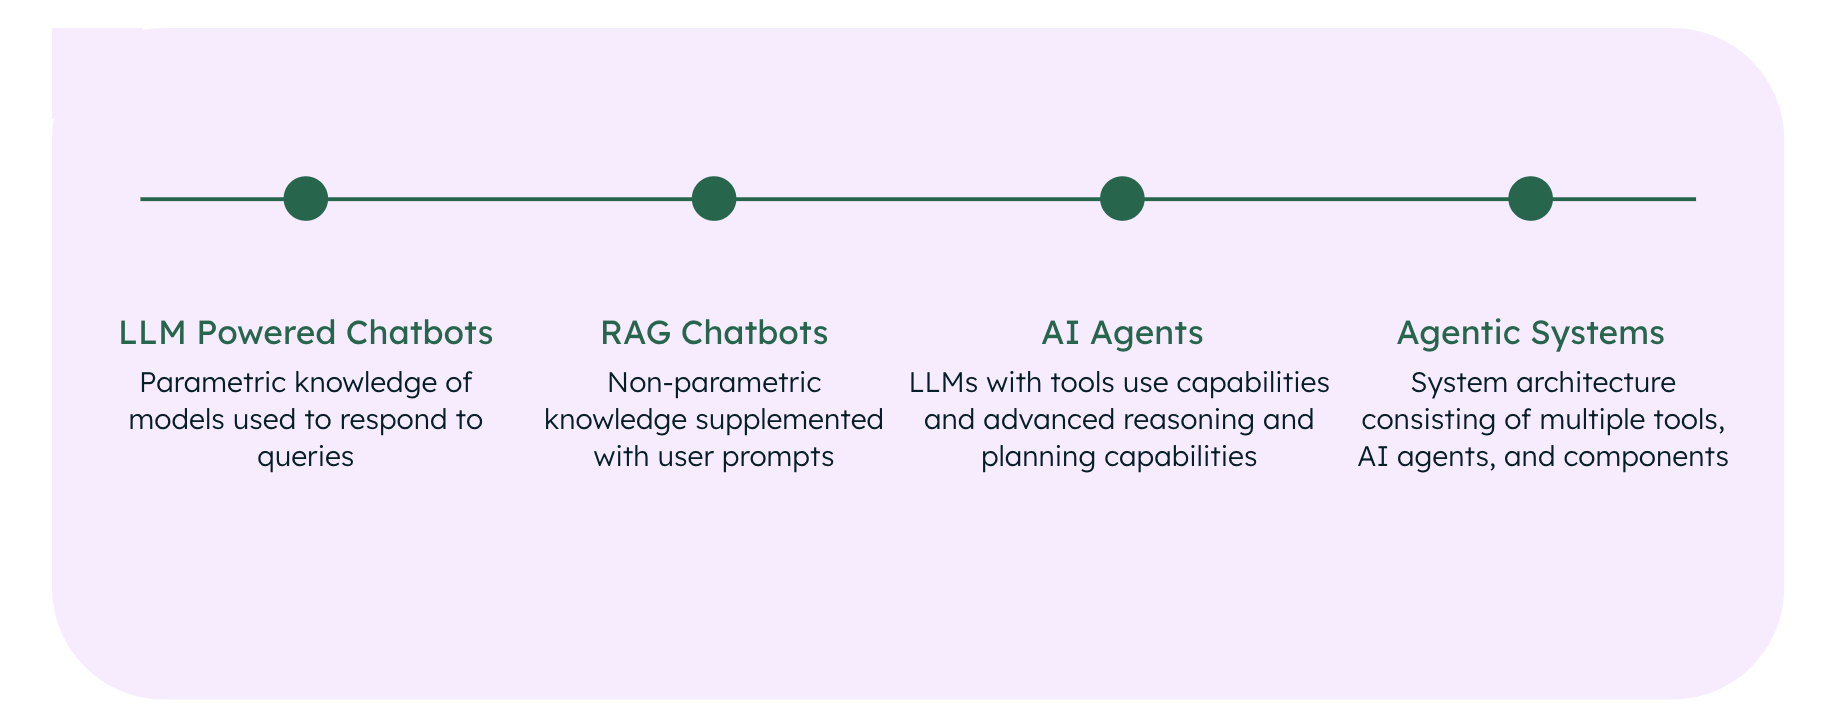 LLM Powered Chatbots
Parametric knowledge of
models used to respond to
queries
RAG Chatbots
Non-parametric
knowledge supplemented
with user prompts
AI Agents
LLMs with tools use capabilities
and advanced reasoning and
planning capabilities
Agentic Systems
System architecture
consisting of multiple tools,
AI agents, and components